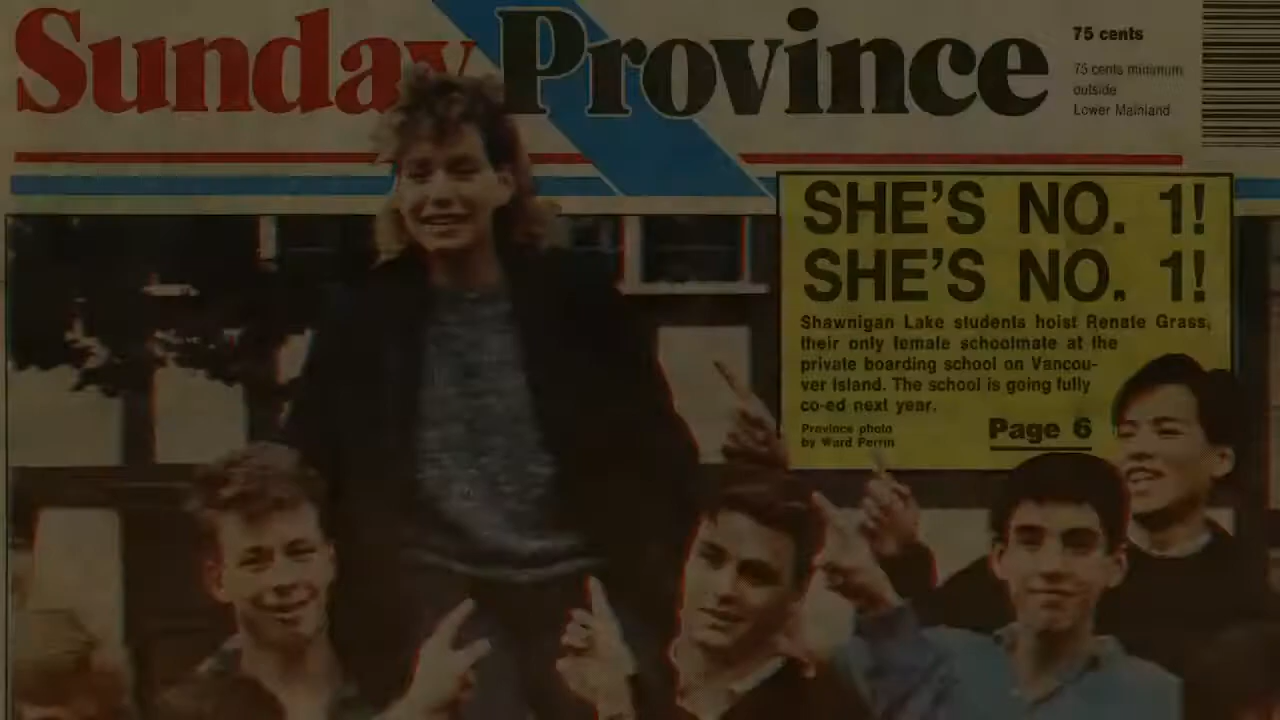 Sunday Province
75 cents
75 cents minimum
outside
Lower Mainland
SHE'S NO. 1!
SHE'S NO. 1!
Shawnigan Lake students hoist Renate Grass,
their only female schoolmate at the
private boarding school on Vancou-
ver Island. The school is going fully
co-ed next year.
Province photo
by Ward Perrin
Page 6